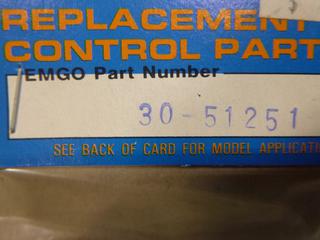 REPLACEMENT
CONTROL PART
EMGO Part Number
30-51251
SEE BACK OF CARD FOR MODEL APPLICATI